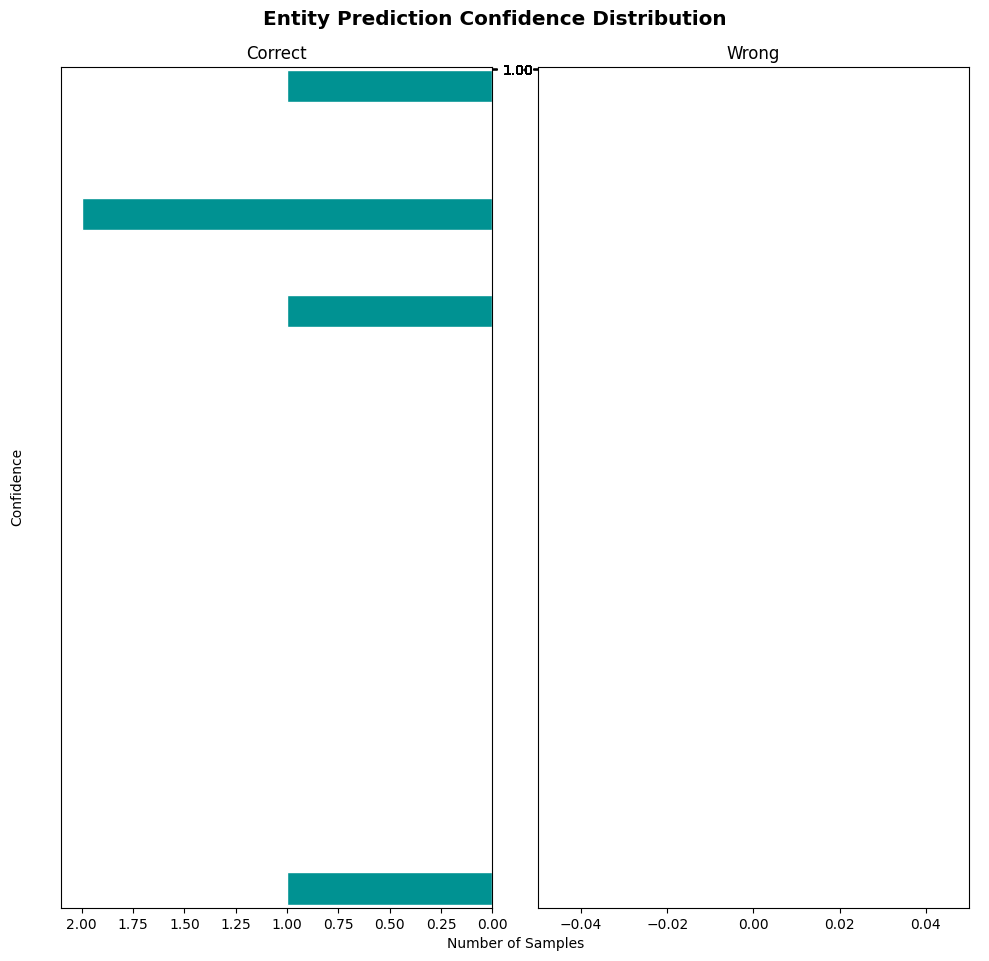 Entity Prediction Confidence Distribution
Correct
Wrong
1.00
Confidence
2.00 1.75 1.50 1.25 1.00 0.75 0.50 0.25 0.00
−0.04 −0.02 0.00 0.02 0.04
Number of Samples